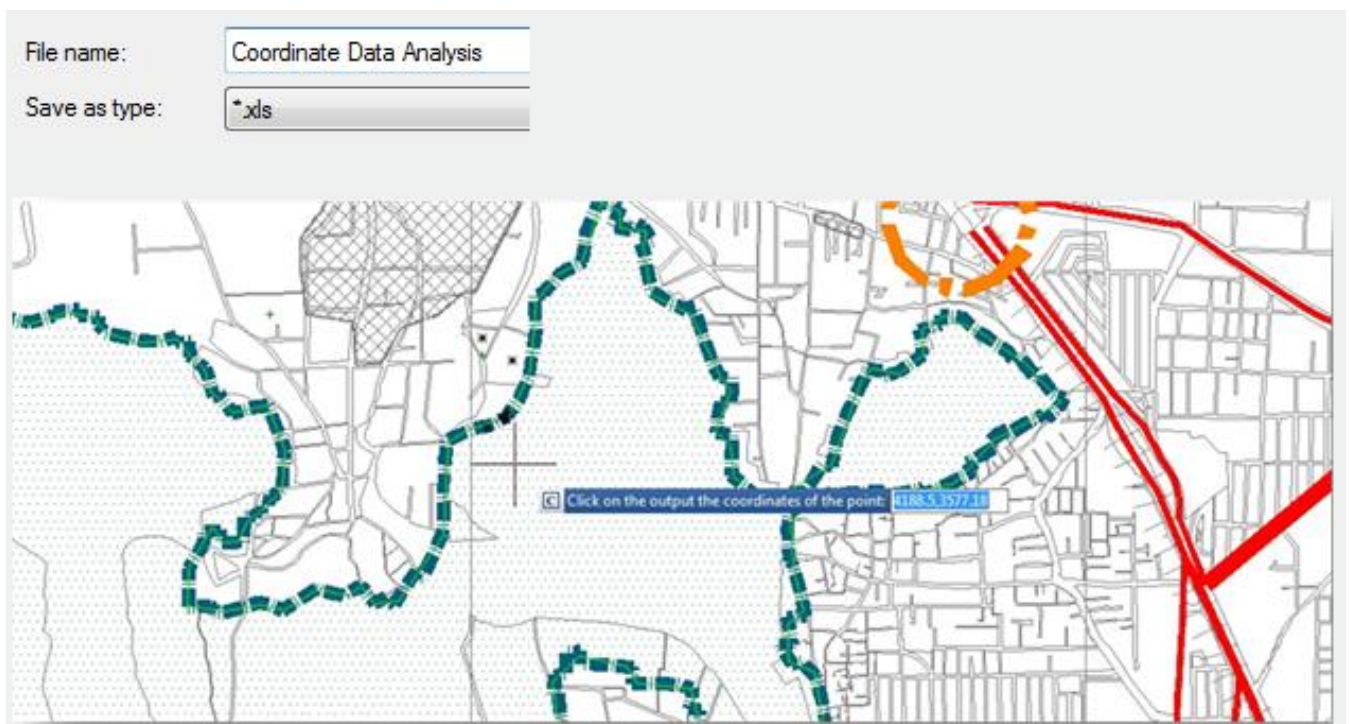 File name: Coordinate Data Analysis
Save as type: *.xls
Click on the output the coordinates of the point: 4188.5,3577.18